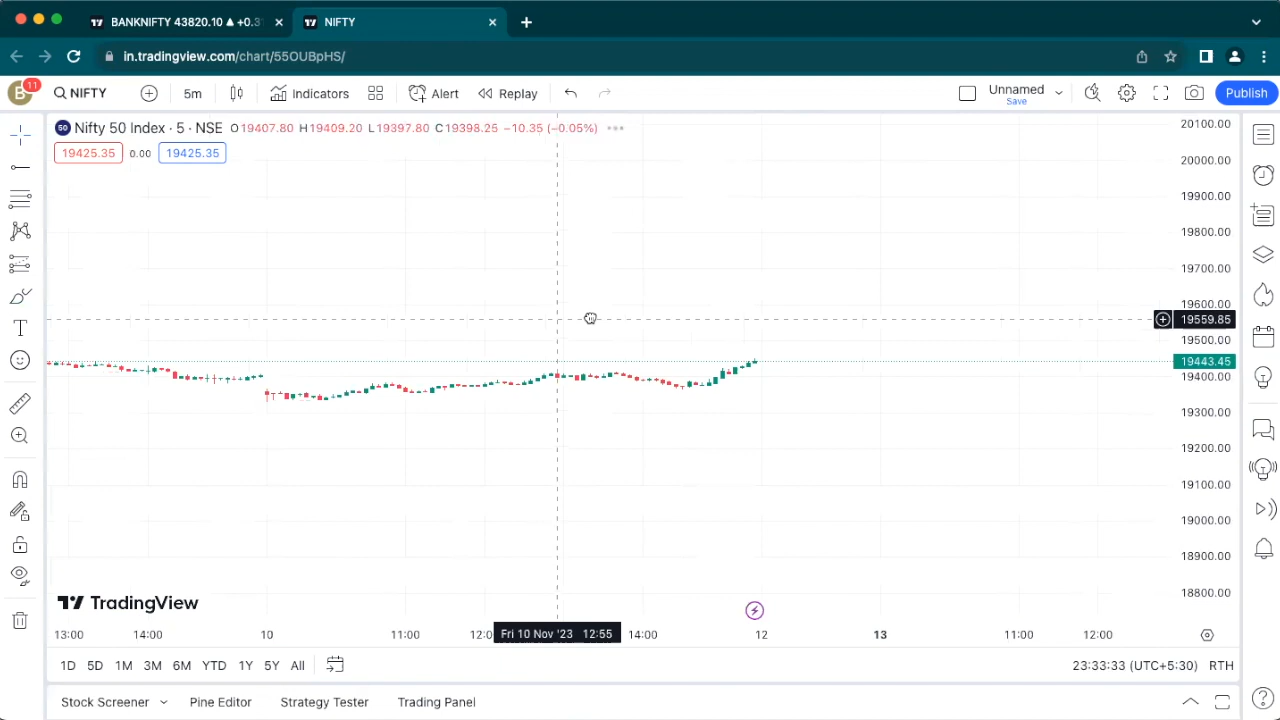 BANKNIFTY 43820.10 ▲ +0.3
NIFTY
in.tradingview.com/chart/55OUBpHS/
B 11
NIFTY
5m
Indicators
Alert
Replay
Unnamed
Save
Publish
50 Nifty 50 Index · 5 · NSE O19407.80 H19409.20 L19397.80 C19398.25 −10.35 (−0.05%)
19425.35 0.00 19425.35
20100.00
20000.00
19900.00
19800.00
19700.00
19600.00
19559.85
19500.00
19443.45
19400.00
19300.00
19200.00
19100.00
19000.00
18900.00
18800.00
TradingView
13:00 14:00 10 11:00 12:0 Fri 10 Nov '23 12:55 14:00 12 13 11:00 12:00
1D 5D 1M 3M 6M YTD 1Y 5Y All
23:33:33 (UTC+5:30) RTH
Stock Screener Pine Editor Strategy Tester Trading Panel